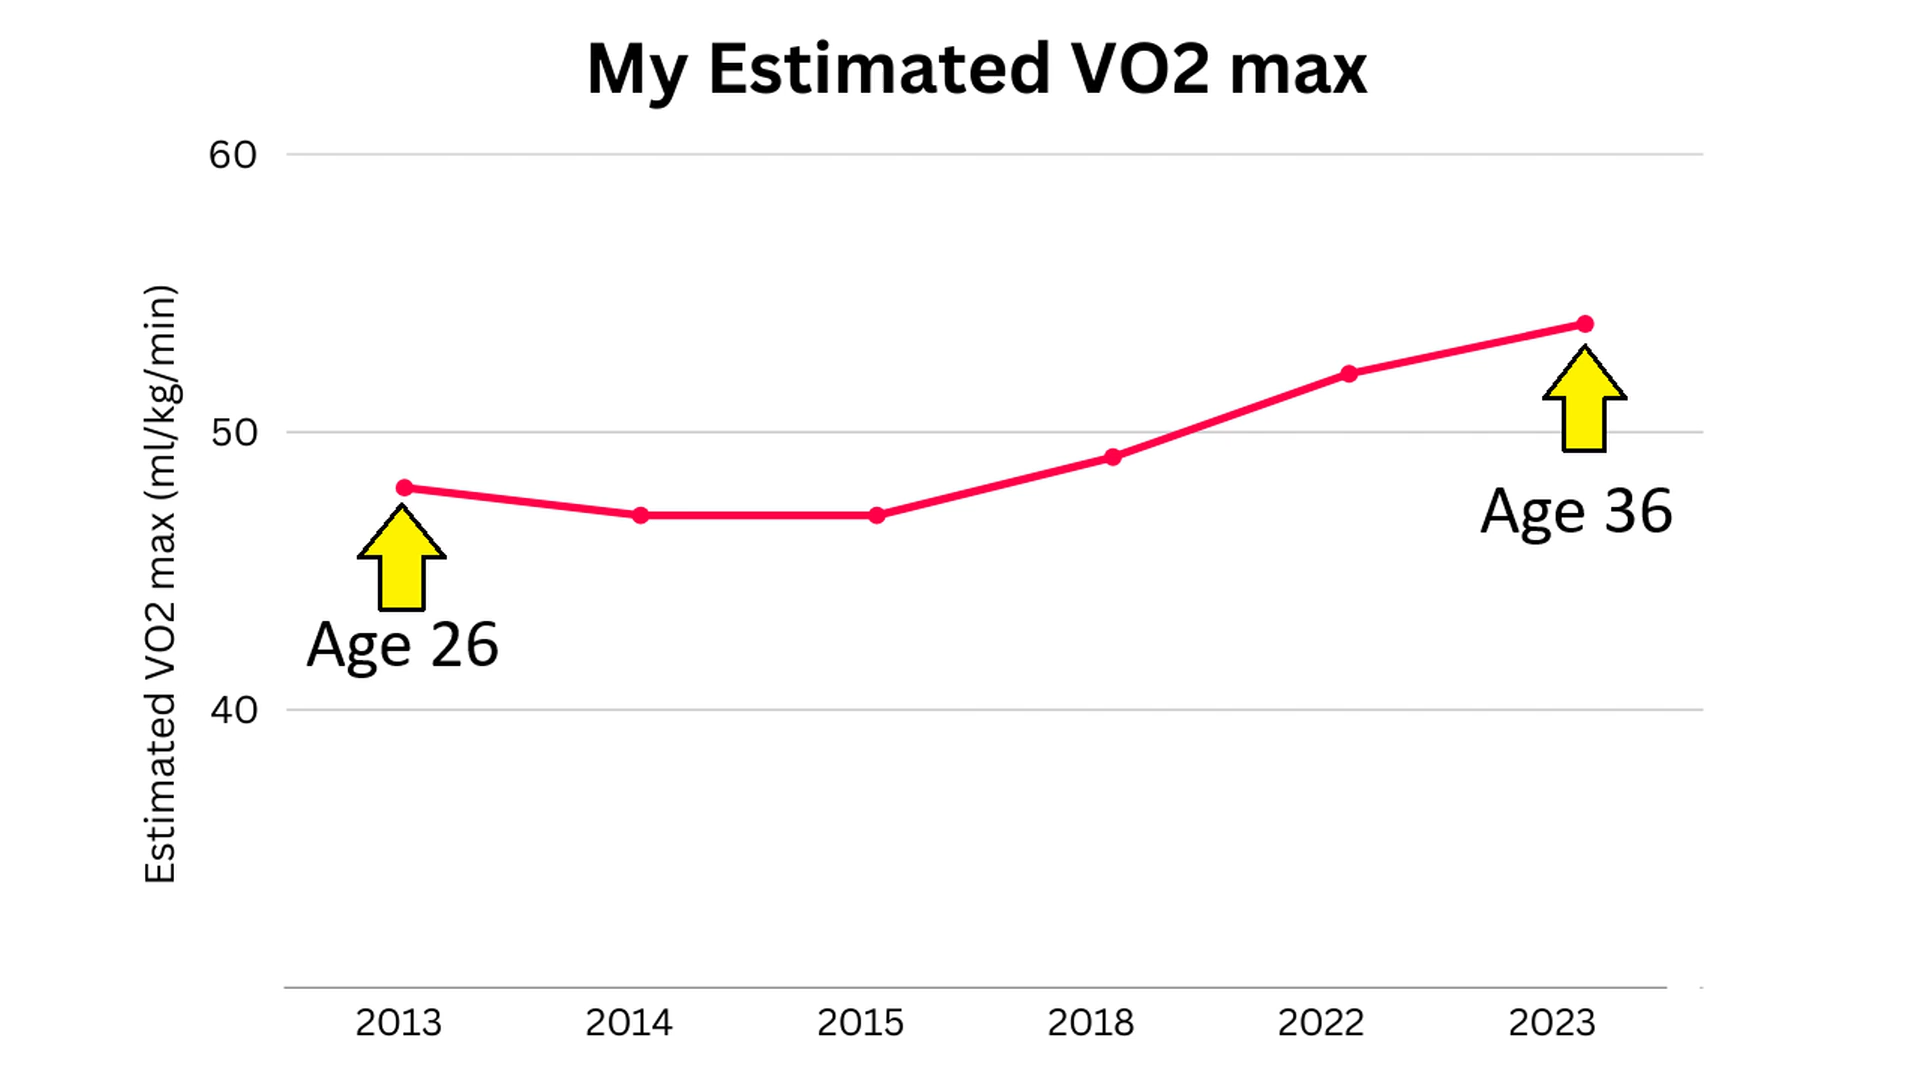 My Estimated VO2 max
Estimated VO2 max (ml/kg/min)
60
50
40
Age 26
Age 36
2013
2014
2015
2018
2022
2023